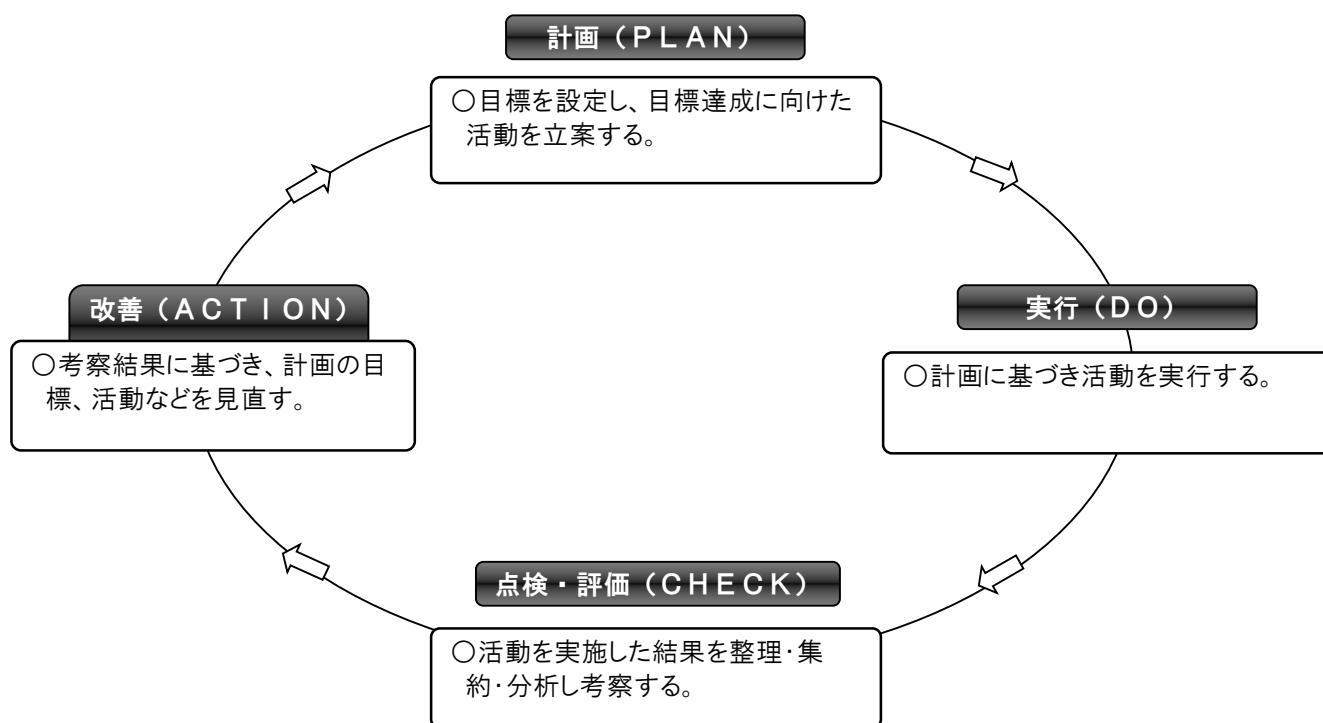 計画（ＰＬＡＮ）
○目標を設定し、目標達成に向けた
活動を立案する。
改善（ＡＣＴＩＯＮ）
○考察結果に基づき、計画の目
標、活動などを見直す。
実行（ＤＯ）
○計画に基づき活動を実行する。
点検・評価（ＣＨＥＣＫ）
○活動を実施した結果を整理・集
約・分析し考察する。